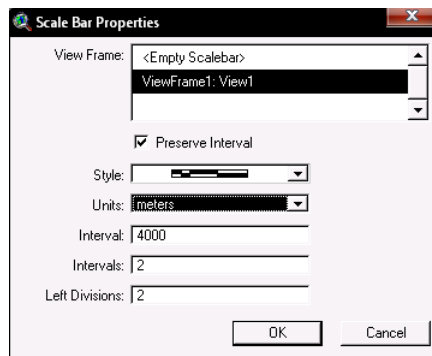 Scale Bar Properties
View Frame:
<Empty Scalebar>
ViewFrame1: View1
Preserve Interval
Style:
Units: meters
Interval: 4000
Intervals: 2
Left Divisions: 2
OK Cancel